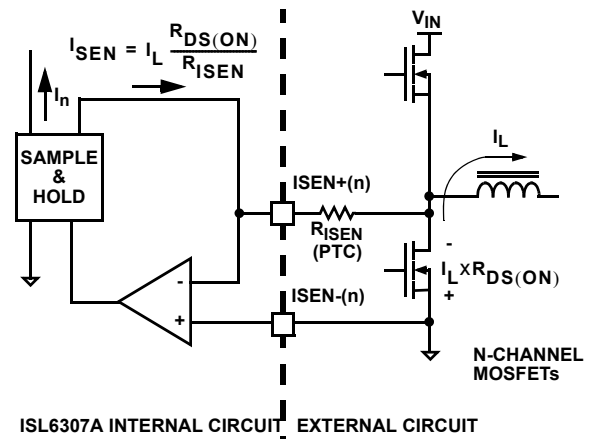 I_SEN = I_L R_DS(ON) / R_ISEN
V_IN
I_n
SAMPLE
&
HOLD
I_L
ISEN+(n)
R_ISEN
(PTC)
-
I_L x R_DS(ON)
+
-
+
ISEN-(n)
N-CHANNEL
MOSFETs
ISL6307A INTERNAL CIRCUIT
EXTERNAL CIRCUIT